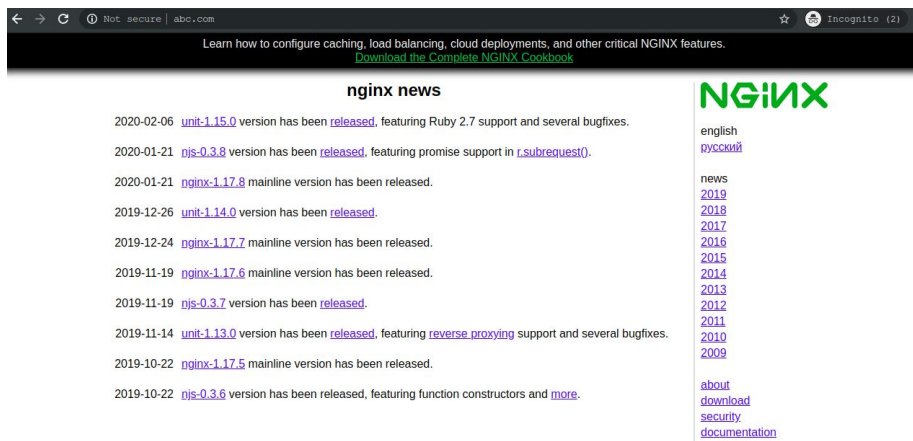 Not secure | abc.com
Incognito (2)
Learn how to configure caching, load balancing, cloud deployments, and other critical NGINX features.
Download the Complete NGINX Cookbook
nginx news
2020-02-06 unit-1.15.0 version has been released, featuring Ruby 2.7 support and several bugfixes.
2020-01-21 njs-0.3.8 version has been released, featuring promise support in r.subrequest().
2020-01-21 nginx-1.17.8 mainline version has been released.
2019-12-26 unit-1.14.0 version has been released.
2019-12-24 nginx-1.17.7 mainline version has been released.
2019-11-19 nginx-1.17.6 mainline version has been released.
2019-11-19 njs-0.3.7 version has been released.
2019-11-14 unit-1.13.0 version has been released, featuring reverse proxying support and several bugfixes.
2019-10-22 nginx-1.17.5 mainline version has been released.
2019-10-22 njs-0.3.6 version has been released, featuring function constructors and more.
NGINX
english
русский
news
2019
2018
2017
2016
2015
2014
2013
2012
2011
2010
2009
about
download
security
documentation